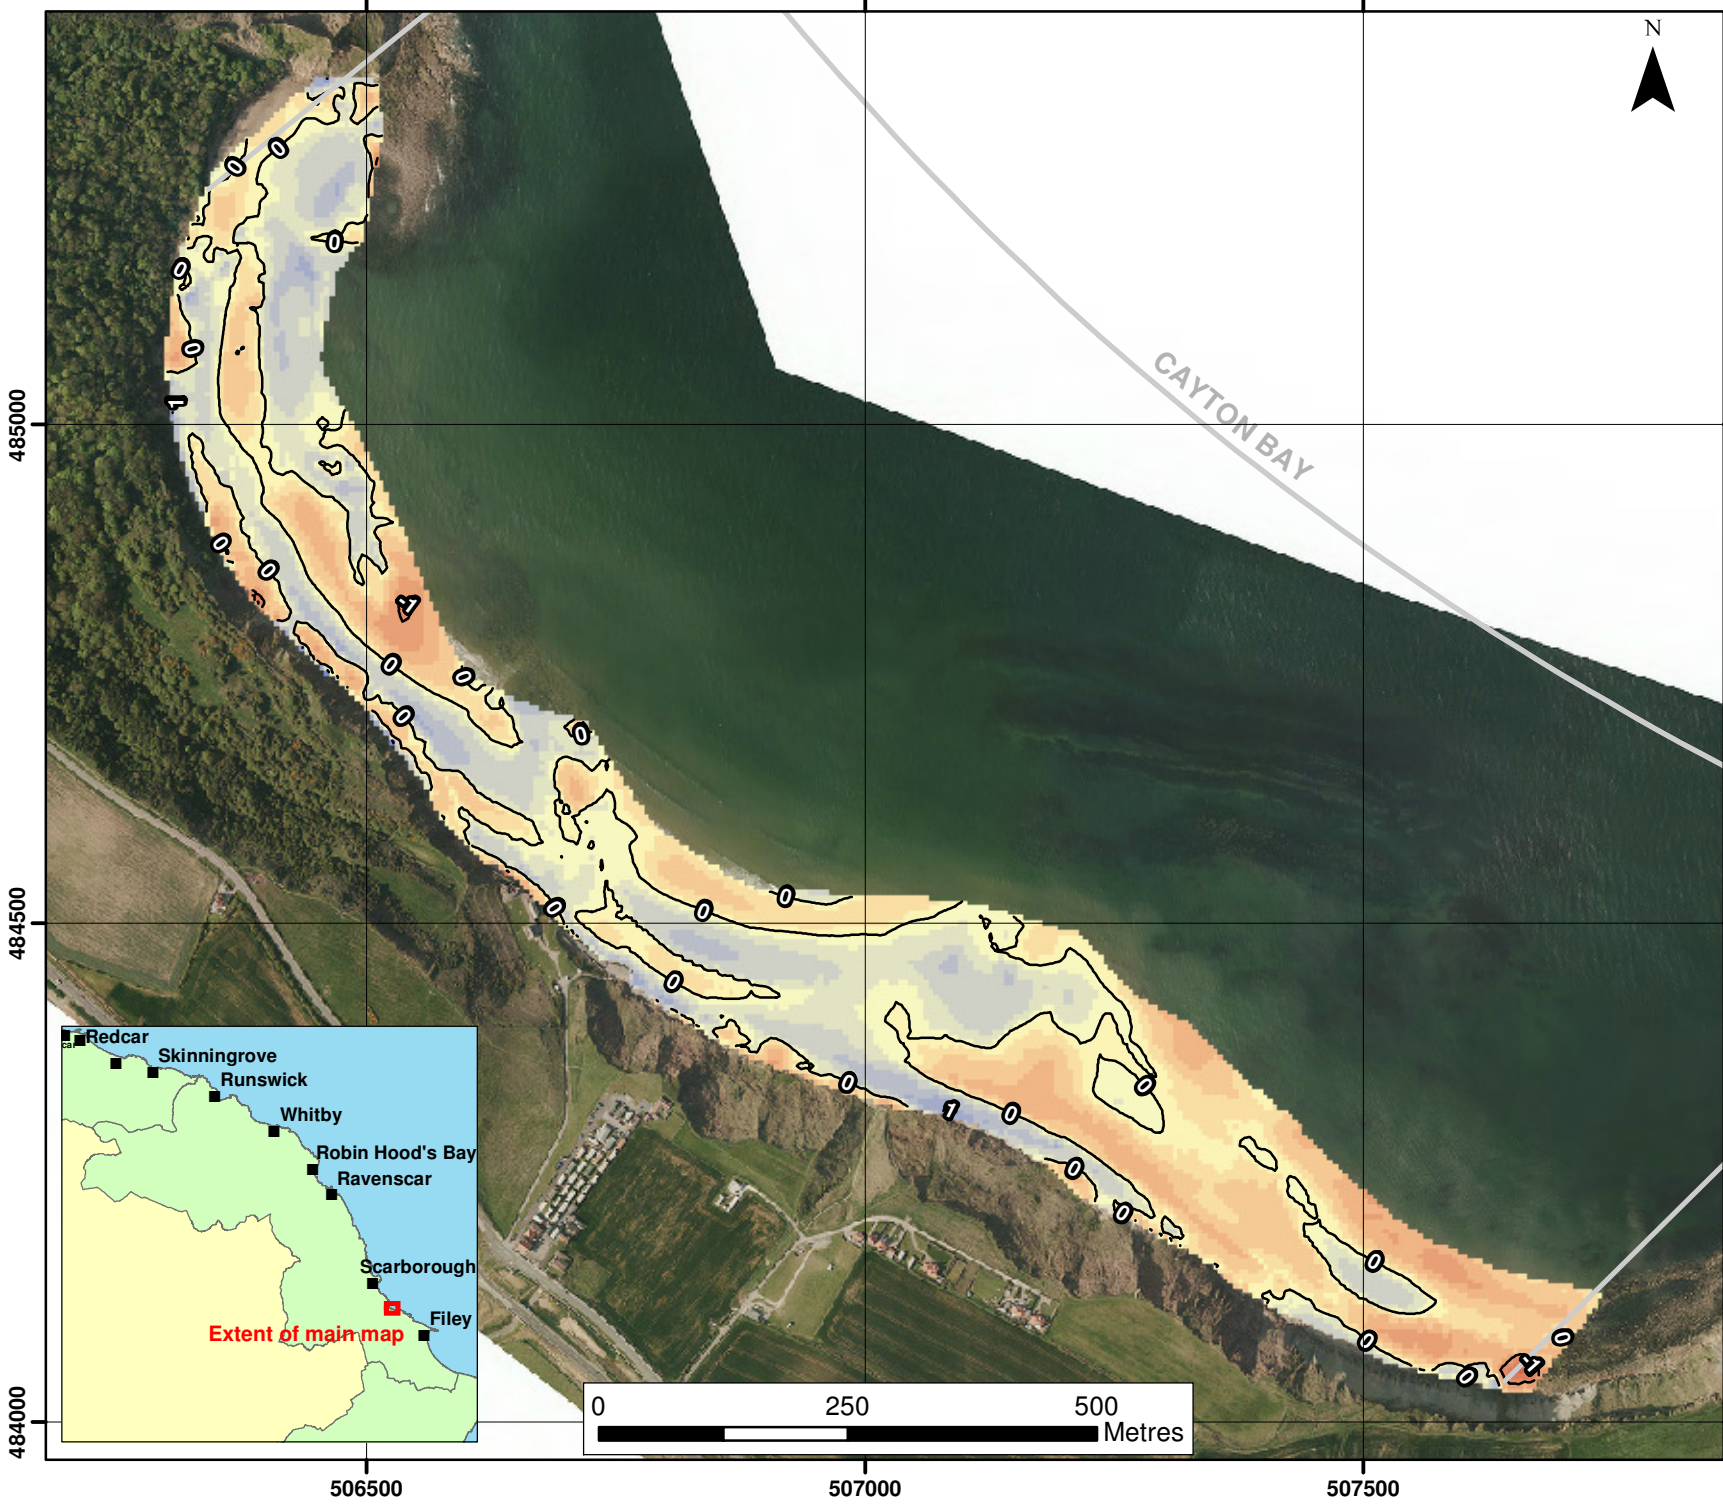 N
CAYTON BAY
0
0
0
0
0
1
0
0
-1
0
0
0
0
0
0
0
0
0
0
1
0
0
0
0
0
0
0
-1
0
485000
484500
484000
Redcar
car
Skinningrove
Runswick
Whitby
Robin Hood's Bay
Ravenscar
Scarborough
Filey
Extent of main map
0 250 500
Metres
506500 507000 507500